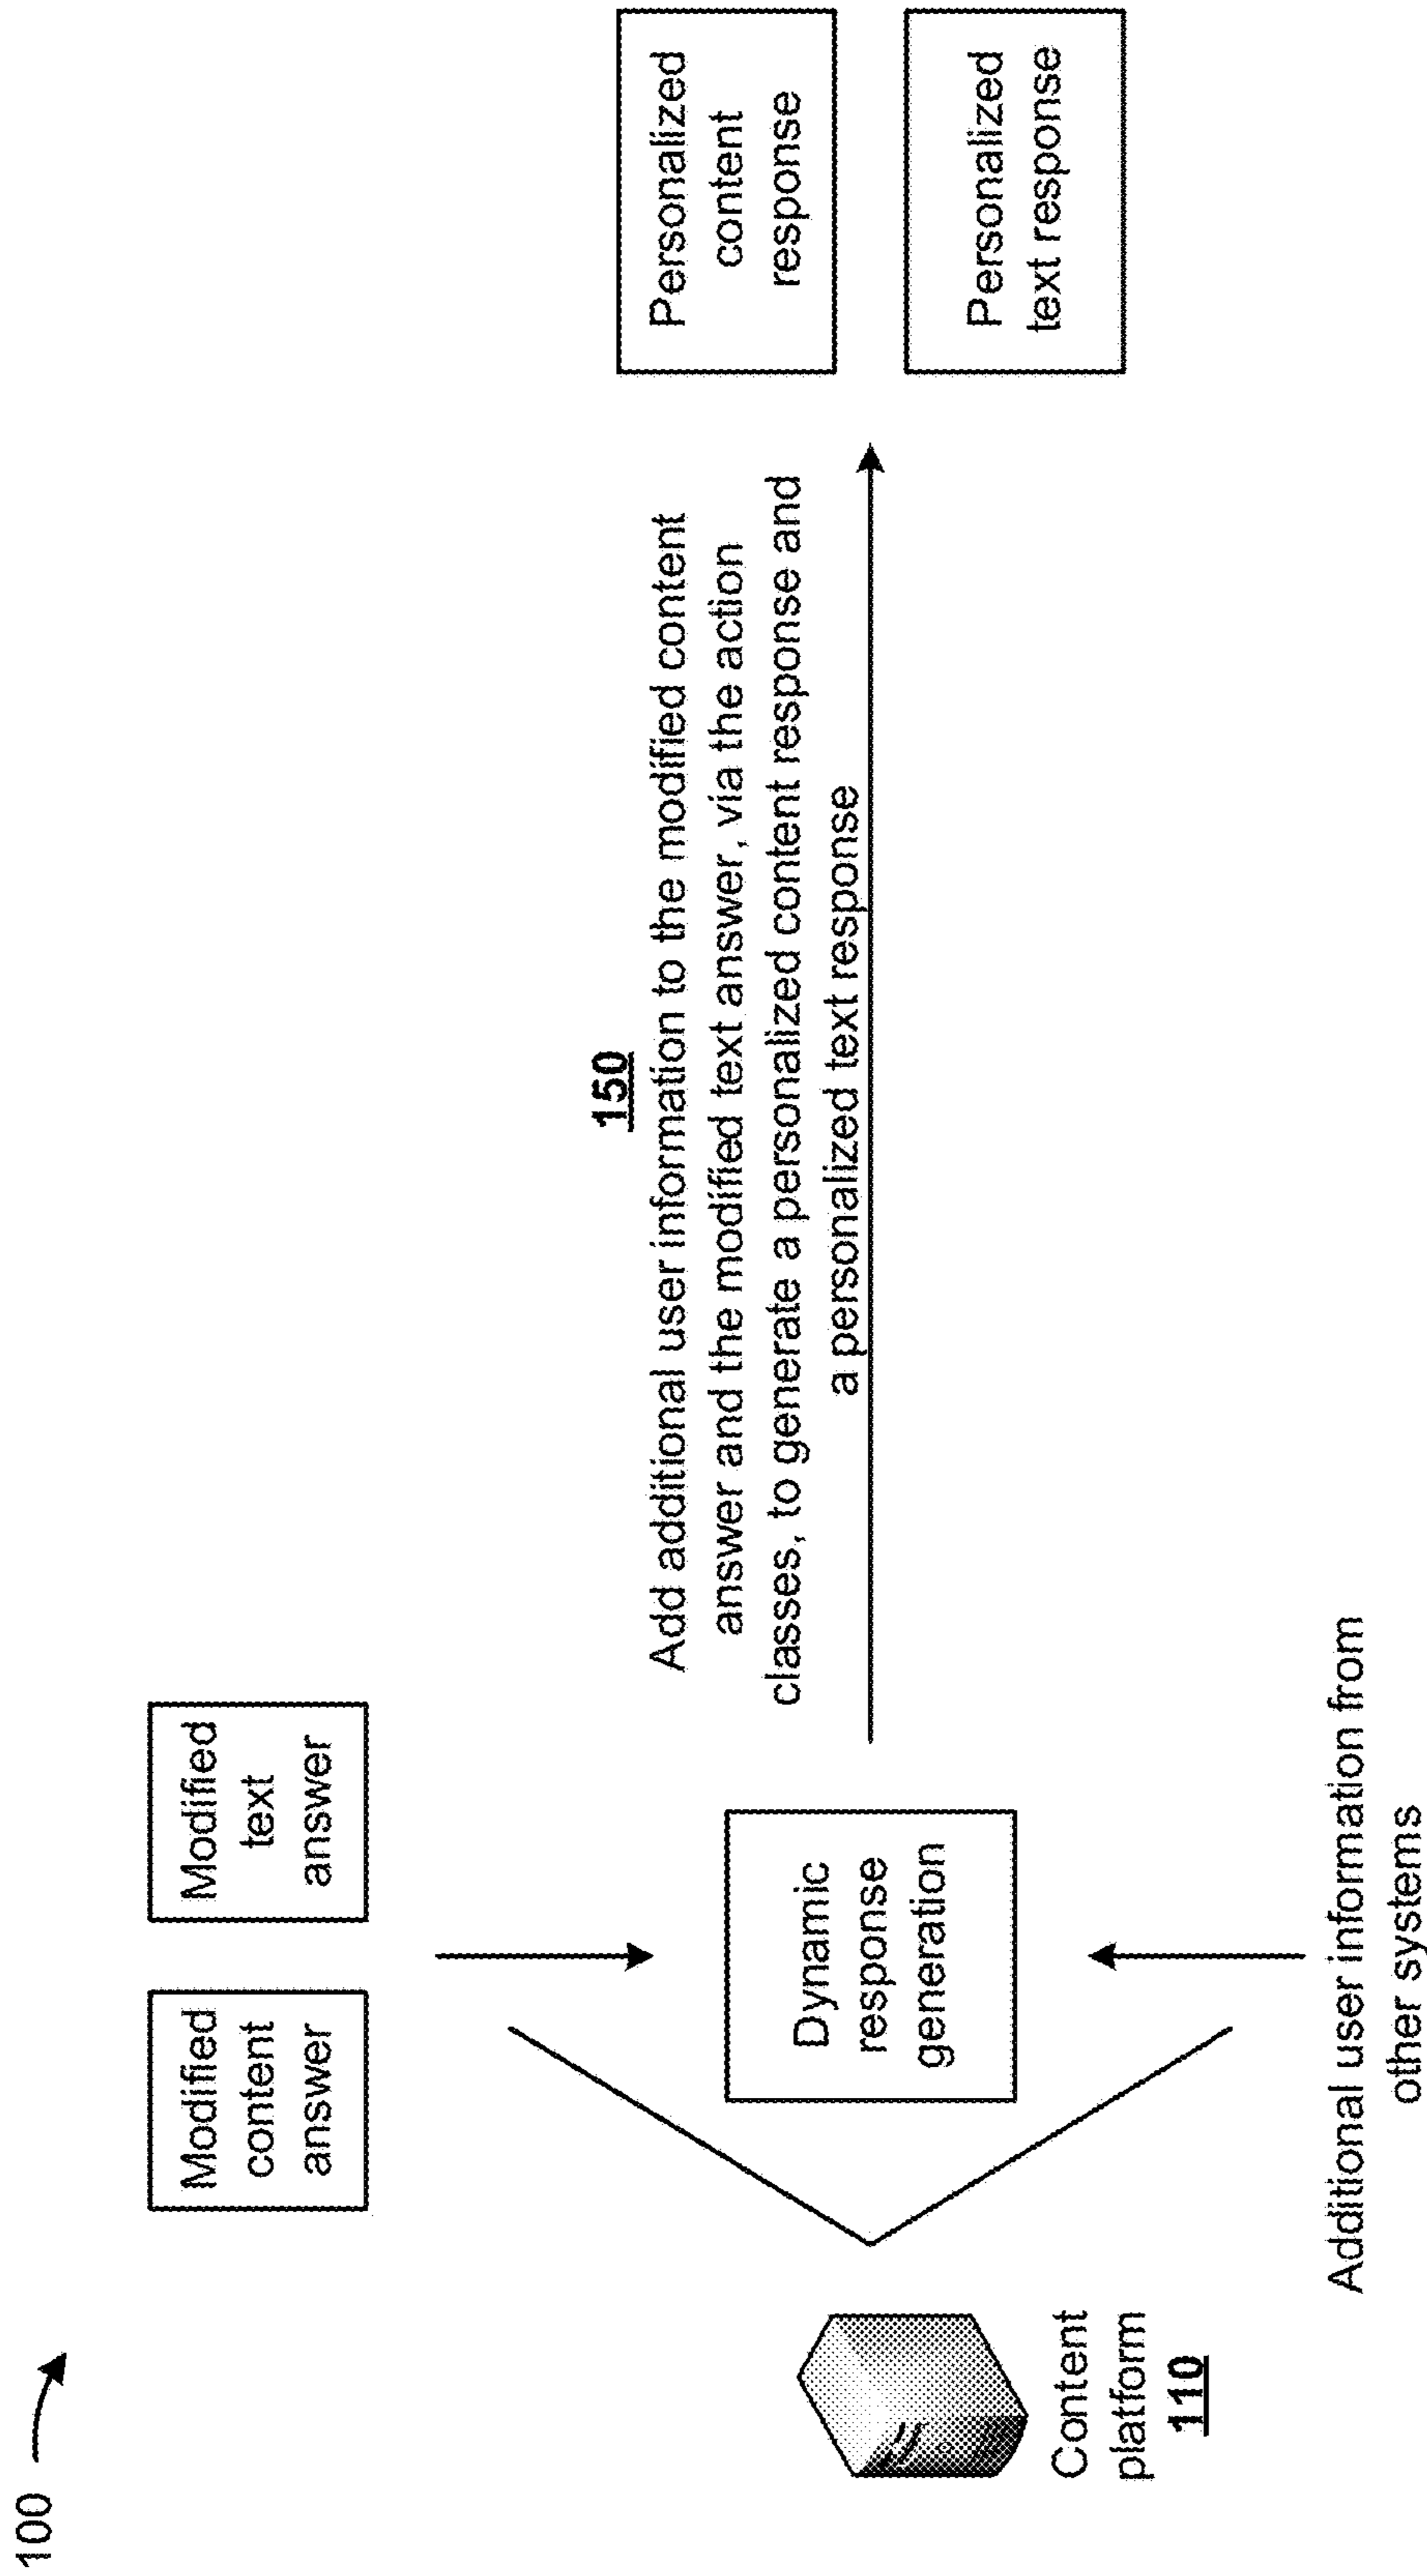 100
Modified
content
answer
Modified
text
answer
Content
platform
110
Dynamic
response
generation
Additional user information from
other systems
150
Add additional user information to the modified content
answer and the modified text answer, via the action
classes, to generate a personalized content response and
a personalized text response
Personalized
content
response
Personalized
text response